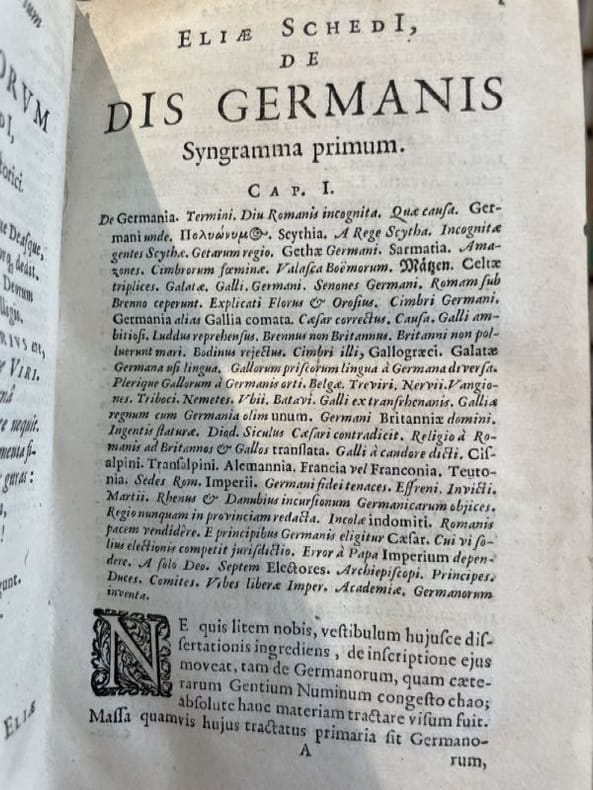 ELIÆ SCHEDI,
DE
DIS GERMANIS
Syngramma primum.
CAP. I.
De Germania. Termini. Diu Romanis incognita. Quæ causa. Ger-
mani unde. Πολυώνυμος. Scythia. A Rege Scytha. Incognitæ
gentes Scythæ. Getarum regio. Gethæ Germani. Sarmatia. Ama-
zones. Cimbrorum fœminæ. Valasca Boëmorum. Mätzen. Celtæ
triplices. Galatæ. Galli. Germani. Senones Germani. Romam sub
Brenno ceperunt. Explicati Florus & Orosius. Cimbri Germani.
Germania alias Gallia comata. Cæsar correctus. Causa. Galli am-
bitiosi. Luddus reprehensus. Brennus non Britannus. Britanni non pol-
luerunt mari. Bodinus rejectus. Cimbri illi, Gallogræci. Galatæ
Germana usi lingua. Gallorum priscorum lingua à Germana diversa.
Plerique Gallorum à Germanis orti. Belgæ. Treviri. Nervii. Vangio-
nes. Triboci. Nemetes. Vbii. Batavi. Galli ex transrhenanis. Galliæ
regnum cum Germania olim unum. Germani Britanniæ domini.
Ingentis staturæ. Diod. Siculus Cæsari contradicit. Religio à Ro-
manis ad Britannos & Gallos translata. Galli à candore dicti. Cis-
alpini. Transalpini. Alemannia. Francia vel Franconia. Teuto-
nia. Sedes Rom. Imperii. Germani fidei tenaces. Effreni. Invicti.
Martii. Rhenus & Danubius incursionum Germanicarum objices.
Regio nunquam in provinciam redacta. Incolæ indomiti. Romanis
pacem vendidêre. E principibus Germanis eligitur Cæsar. Cui vi so-
lius electionis competit jurisdictio. Error à Papa Imperium depen-
dere. A solo Deo. Septem Electores. Archiepiscopi. Principes.
Duces. Comites. Vrbes liberæ Imper. Academiæ. Germanorum
inventa.
NE quis litem nobis, vestibulum hujusce dis-
sertationis ingrediens, de inscriptione ejus
moveat, tam de Germanorum, quam cæte-
rarum Gentium Numinum congesto chao;
absolute hanc materiam tractare visum fuit.
Massa quamvis hujus tractatus primaria sit Germano-
A
rum,